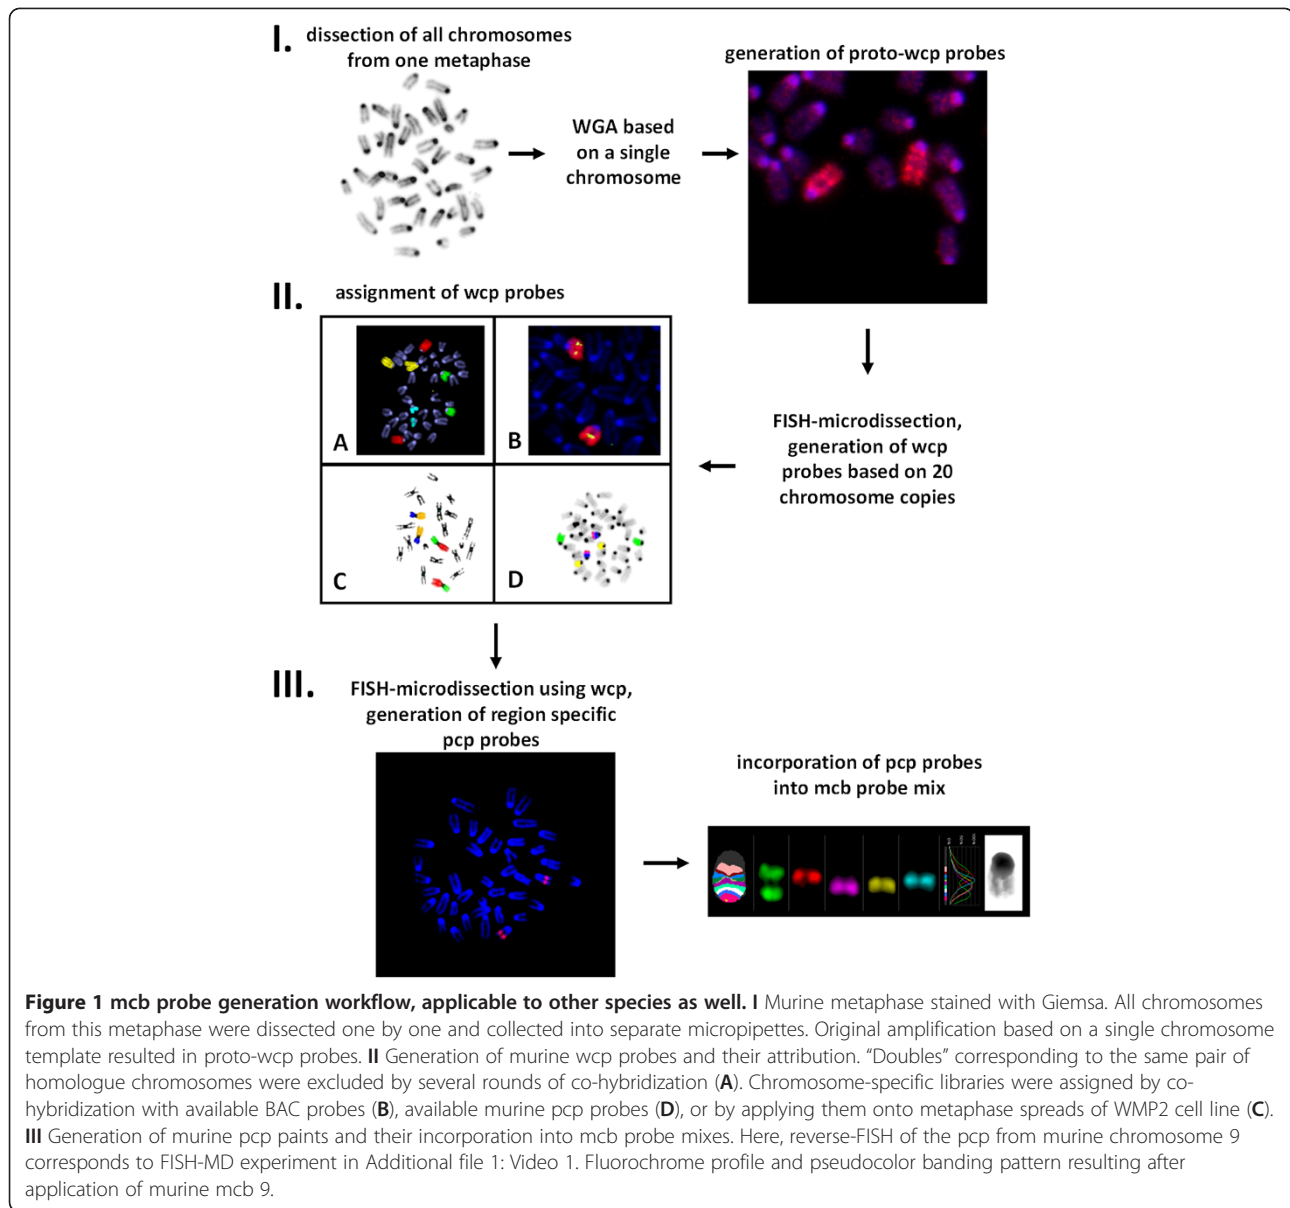 I.
dissection of all chromosomes
from one metaphase
WGA based
on a single
chromosome
generation of proto-wcp probes
II.
assignment of wcp probes
A
B
C
D
FISH-microdissection,
generation of wcp
probes based on 20
chromosome copies
III.
FISH-microdissection using wcp,
generation of region specific
pcp probes
incorporation of pcp probes
into mcb probe mix
Figure 1 mcb probe generation workflow, applicable to other species as well. I Murine metaphase stained with Giemsa. All chromosomes
from this metaphase were dissected one by one and collected into separate micropipettes. Original amplification based on a single chromosome
template resulted in proto-wcp probes. II Generation of murine wcp probes and their attribution. "Doubles" corresponding to the same pair of
homologue chromosomes were excluded by several rounds of co-hybridization (A). Chromosome-specific libraries were assigned by co-
hybridization with available BAC probes (B), available murine pcp probes (D), or by applying them onto metaphase spreads of WMP2 cell line (C).
III Generation of murine pcp paints and their incorporation into mcb probe mixes. Here, reverse-FISH of the pcp from murine chromosome 9
corresponds to FISH-MD experiment in Additional file 1: Video 1. Fluorochrome profile and pseudocolor banding pattern resulting after
application of murine mcb 9.